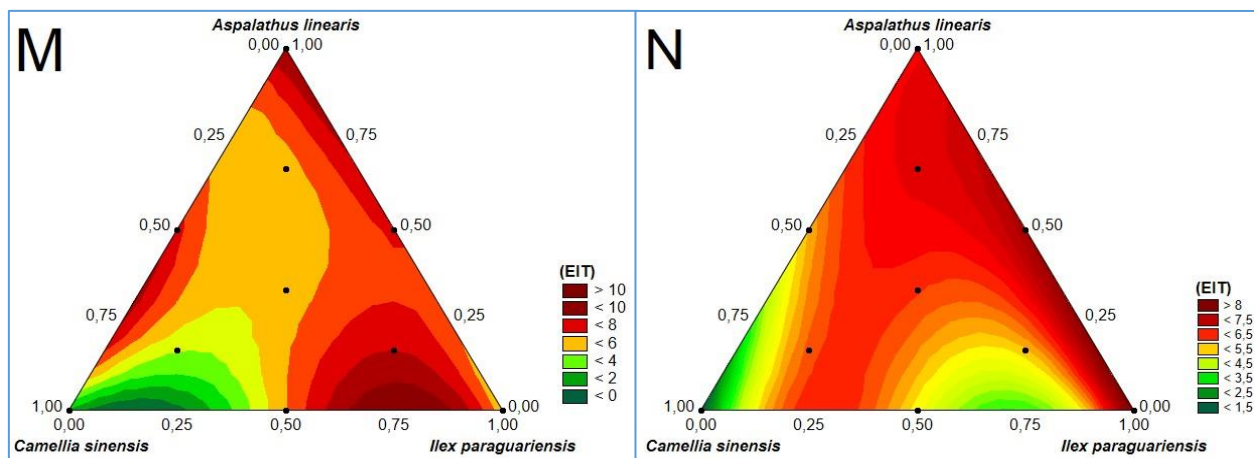 M
Aspalathus linearis
0,00 1,00
0,25 0,75
0,50 0,50
0,75 0,25
1,00 0,00
0,00 0,25 0,50 0,75 1,00
Camellia sinensis Ilex paraguariensis
(EIT)
> 10
< 10
< 8
< 6
< 4
< 2
< 0
N
Aspalathus linearis
0,00 1,00
0,25 0,75
0,50 0,50
0,75 0,25
1,00 0,00
0,00 0,25 0,50 0,75 1,00
Camellia sinensis Ilex paraguariensis
(EIT)
> 8
< 7,5
< 6,5
< 5,5
< 4,5
< 3,5
< 2,5
< 1,5